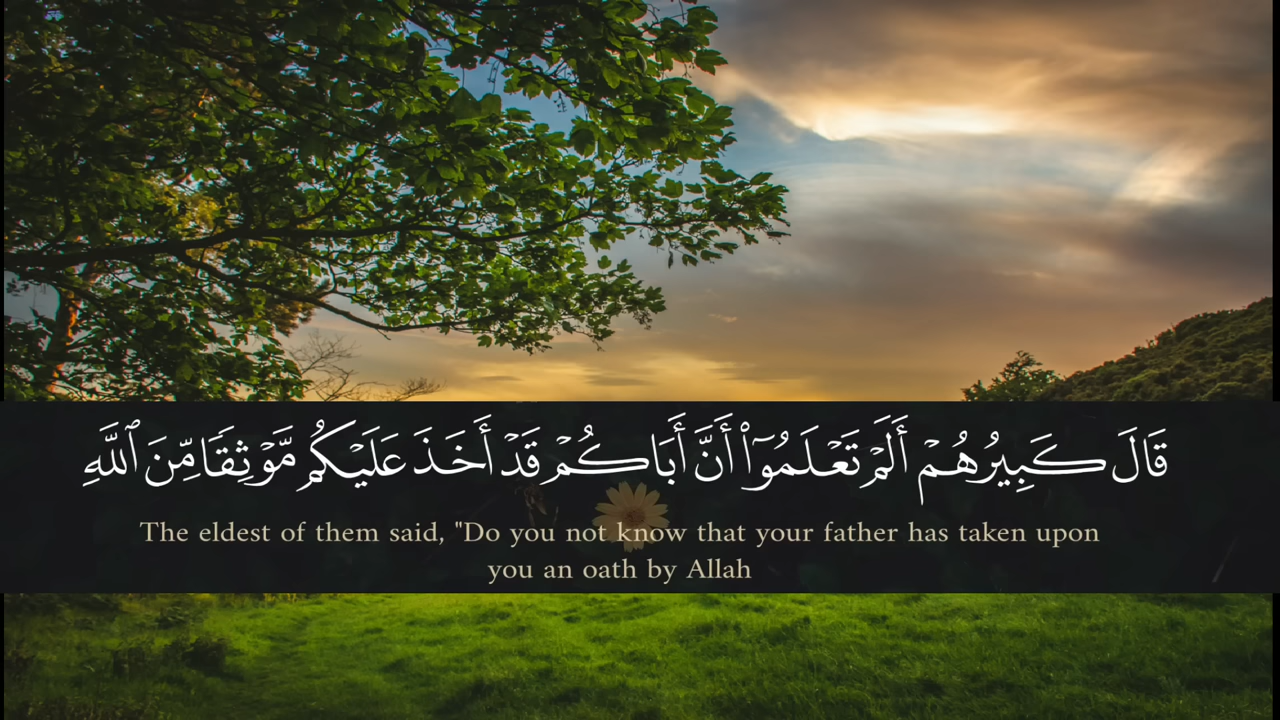 قَالَ كَبِيرُهُمْ أَلَمْ تَعْلَمُوٓا۟ أَنَّ أَبَاكُمْ قَدْ أَخَذَ عَلَيْكُم مَّوْثِقًا مِّنَ ٱللَّهِ
The eldest of them said, "Do you not know that your father has taken upon
you an oath by Allah